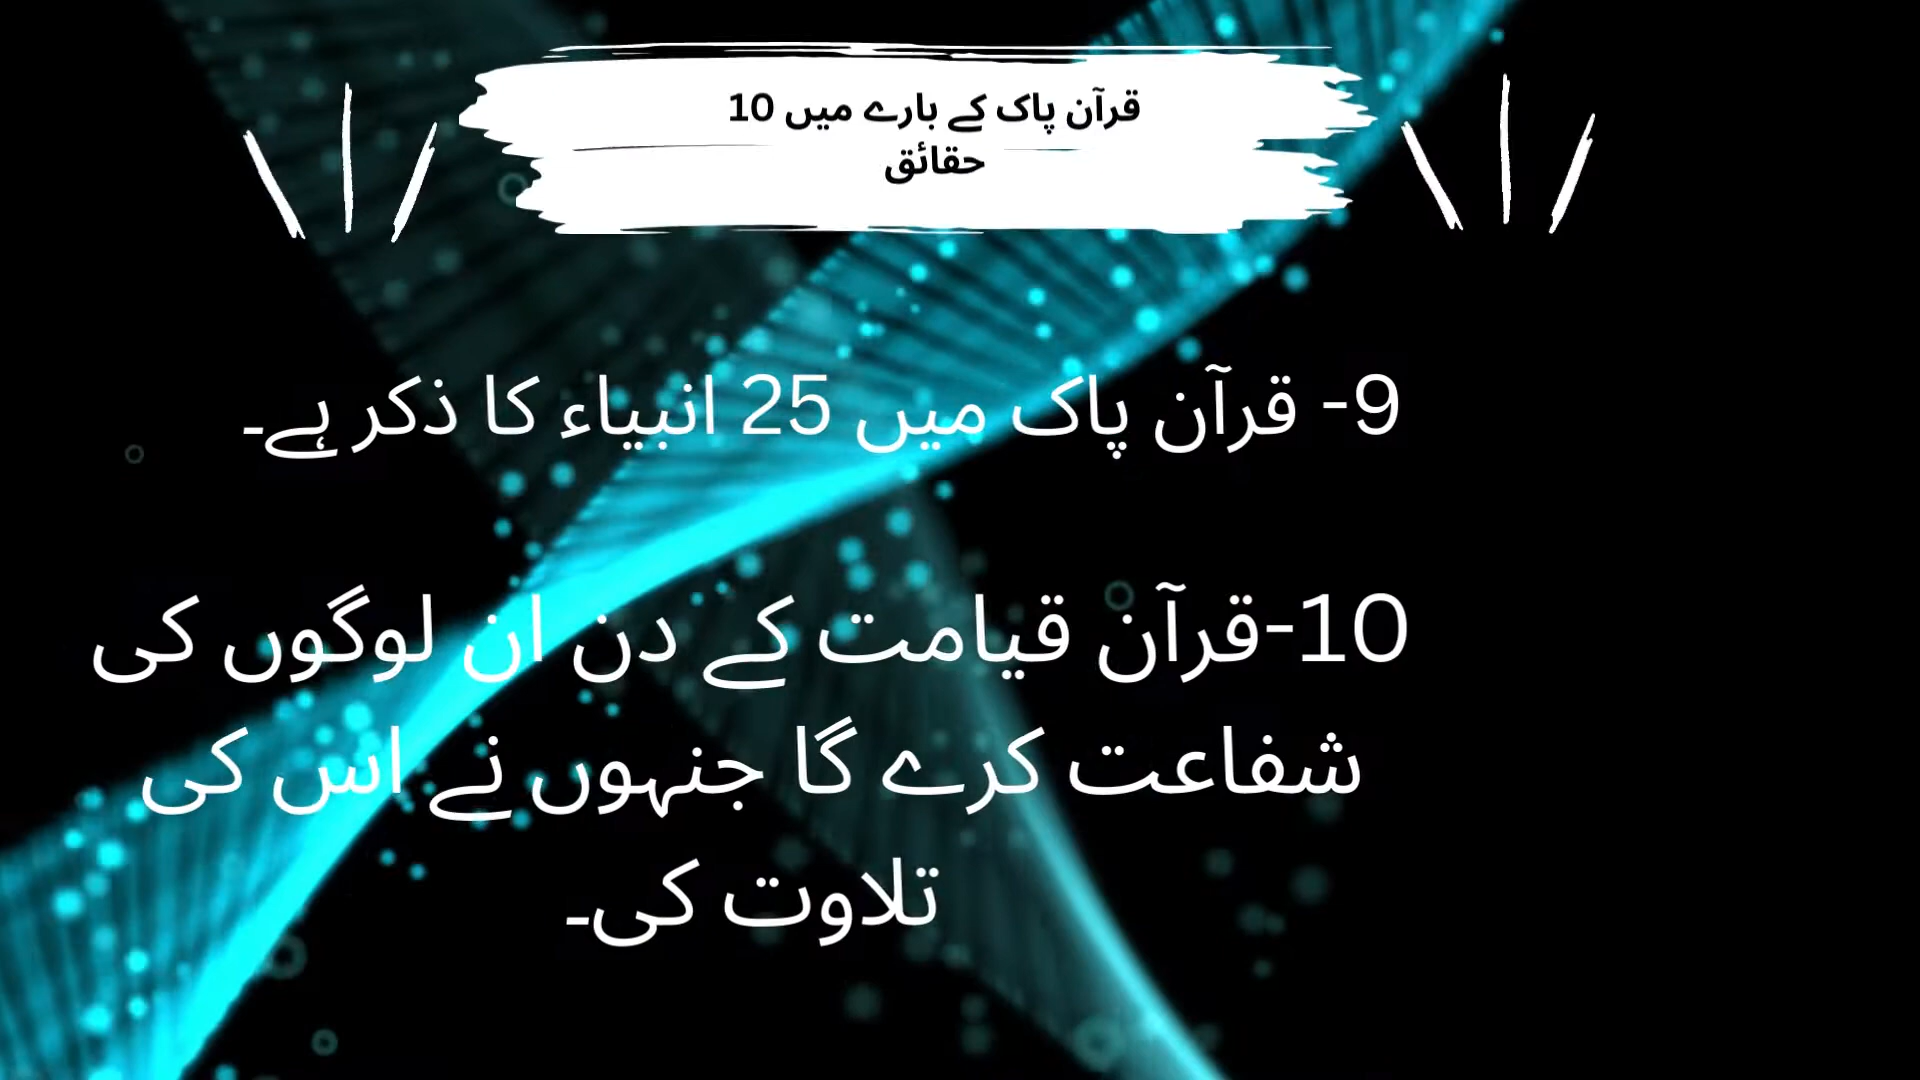 قرآن پاک کے بارے میں 10
حقائق
9- قرآن پاک میں 25 انبیاء کا ذکر ہے۔
10-قرآن قیامت کے دن ان لوگوں کی
شفاعت کرے گا جنہوں نے اس کی
تلاوت کی۔